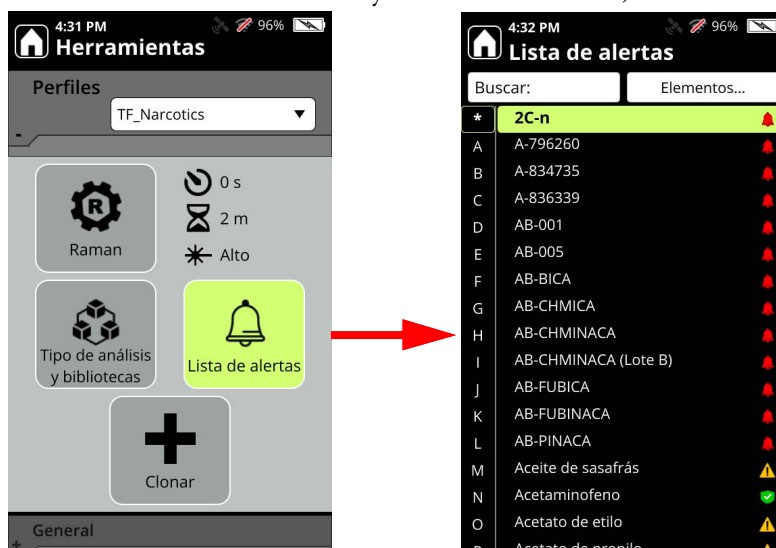 y
4:31 PM
96%
Herramientas
Perfiles
TF_Narcotics
-
R
Raman
0 s
2 m
Alto
Tipo de análisis
y bibliotecas
Lista de alertas
Clonar
General
+
4:32 PM
96%
Lista de alertas
Buscar:
Elementos...
* 2C-n
A A-796260
B A-834735
C A-836339
D AB-001
E AB-005
F AB-BICA
G AB-CHMICA
H AB-CHMINACA
I AB-CHMINACA (Lote B)
J AB-FUBICA
K AB-FUBINACA
L AB-PINACA
M Aceite de sasafrás
N Acetaminofeno
O Acetato de etilo
P Acetato de propilo